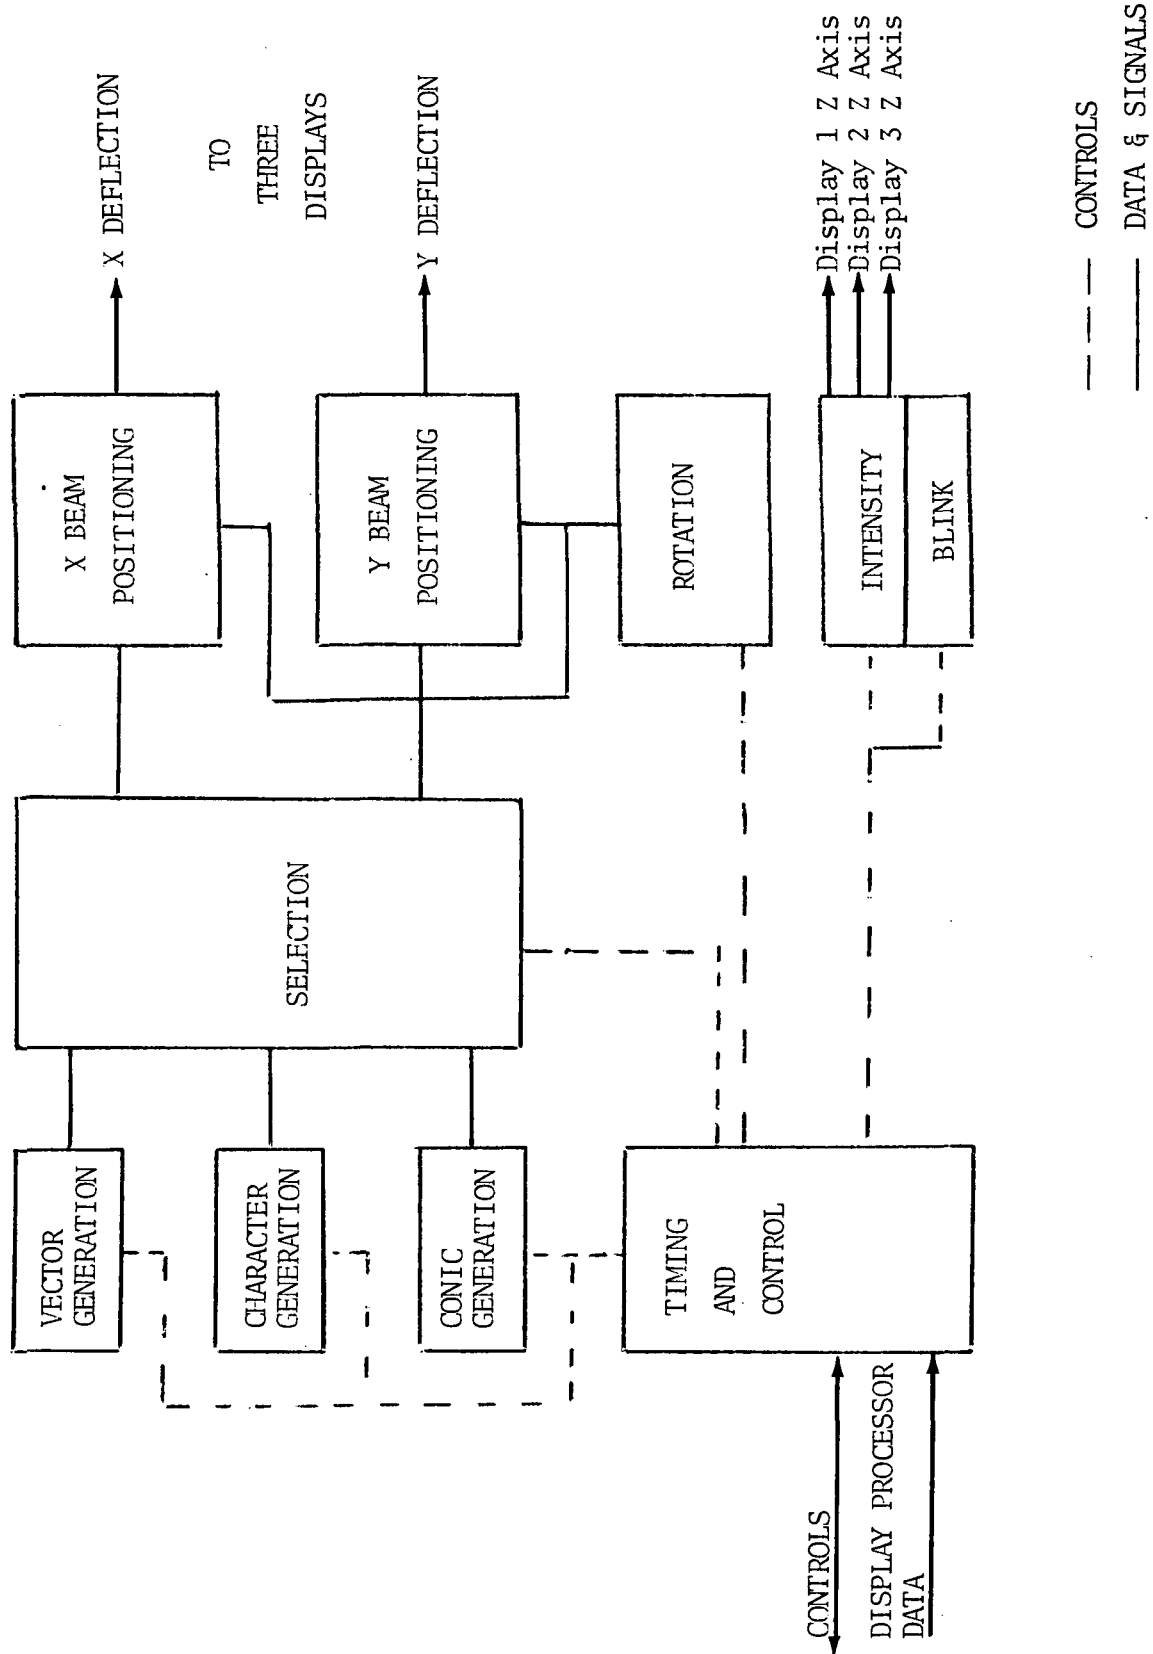 VECTOR
GENERATION
CHARACTER
GENERATION
CONIC
GENERATION
TIMING
AND
CONTROL
CONTROLS
DISPLAY PROCESSOR
DATA
SELECTION
X BEAM
POSITIONING
Y BEAM
POSITIONING
ROTATION
INTENSITY
BLINK
X DEFLECTION
TO
THREE
DISPLAYS
Y DEFLECTION
Display 1 Z Axis
Display 2 Z Axis
Display 3 Z Axis
CONTROLS
DATA & SIGNALS